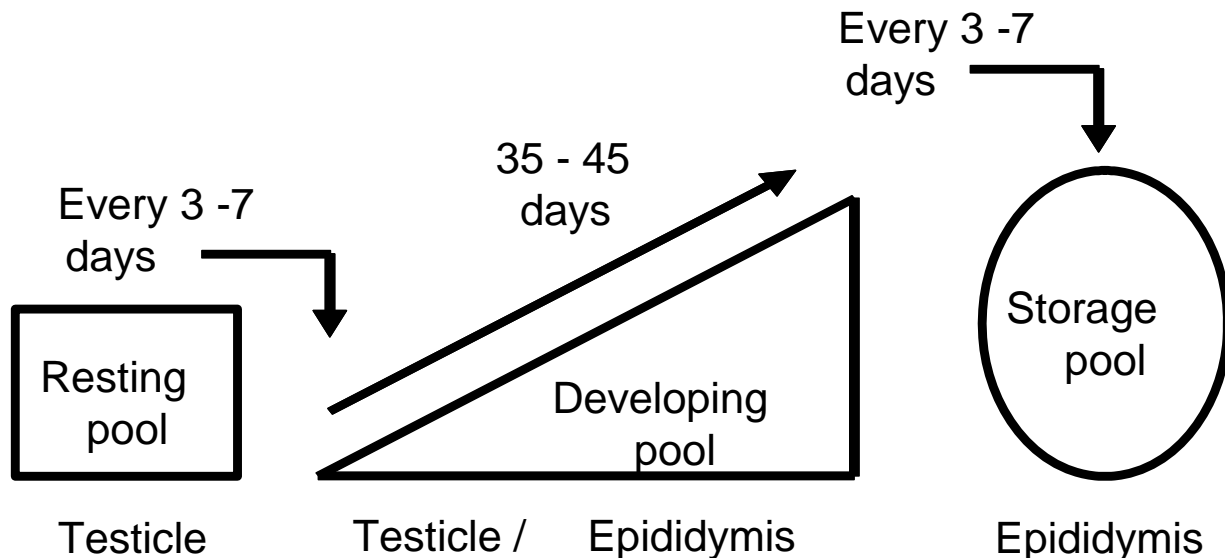 Every 3 -7
days
35 - 45
days
Every 3 -7
days
Resting
pool
Developing
pool
Storage
pool
Testicle
Testicle / Epididymis
Epididymis